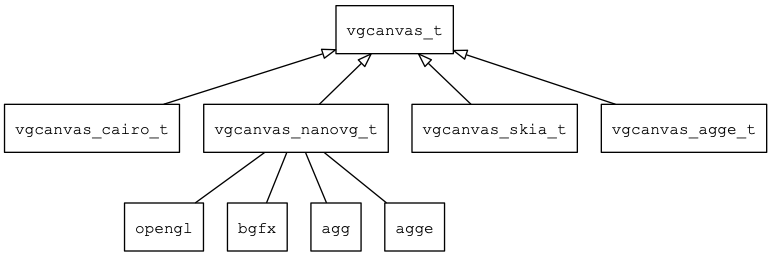 vgcanvas_t
vgcanvas_cairo_t
vgcanvas_nanovg_t
vgcanvas_skia_t
vgcanvas_agge_t
opengl
bgfx
agg
agge